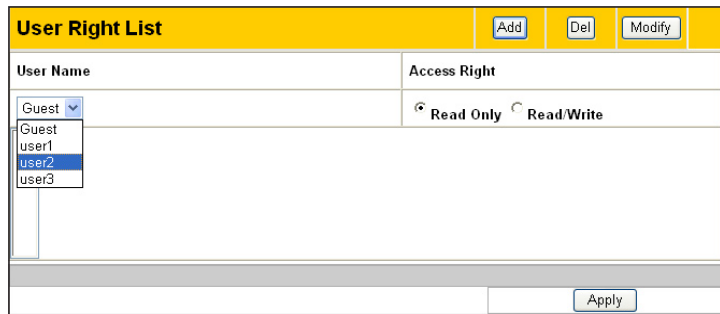 User Right List Add Del Modify
User Name Access Right
Guest Read Only Read/Write
Guest
user1
user2
user3
Apply